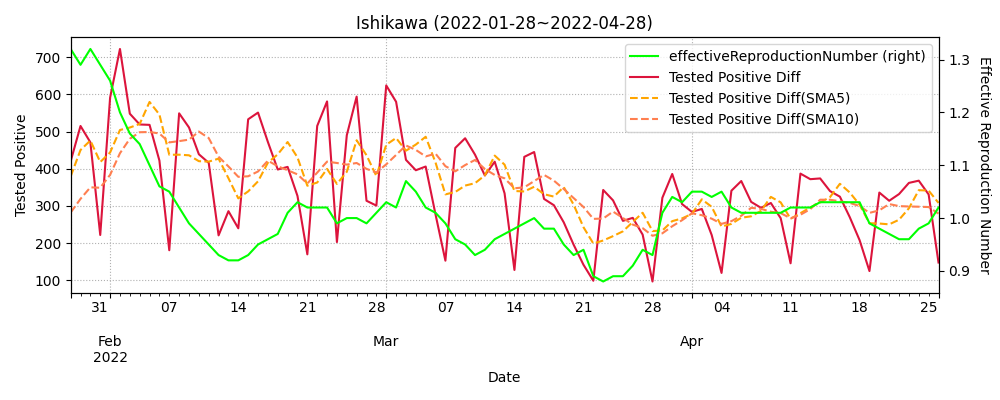 Ishikawa (2022-01-28~2022-04-28)
effectiveReproductionNumber (right)
Tested Positive Diff
Tested Positive Diff(SMA5)
Tested Positive Diff(SMA10)
Tested Positive
700
600
500
400
300
200
100
Effective Reproduction Number
1.3
1.2
1.1
1.0
0.9
31 07 14 21 28 07 14 21 28 04 11 18 25
Feb Mar Apr
2022
Date